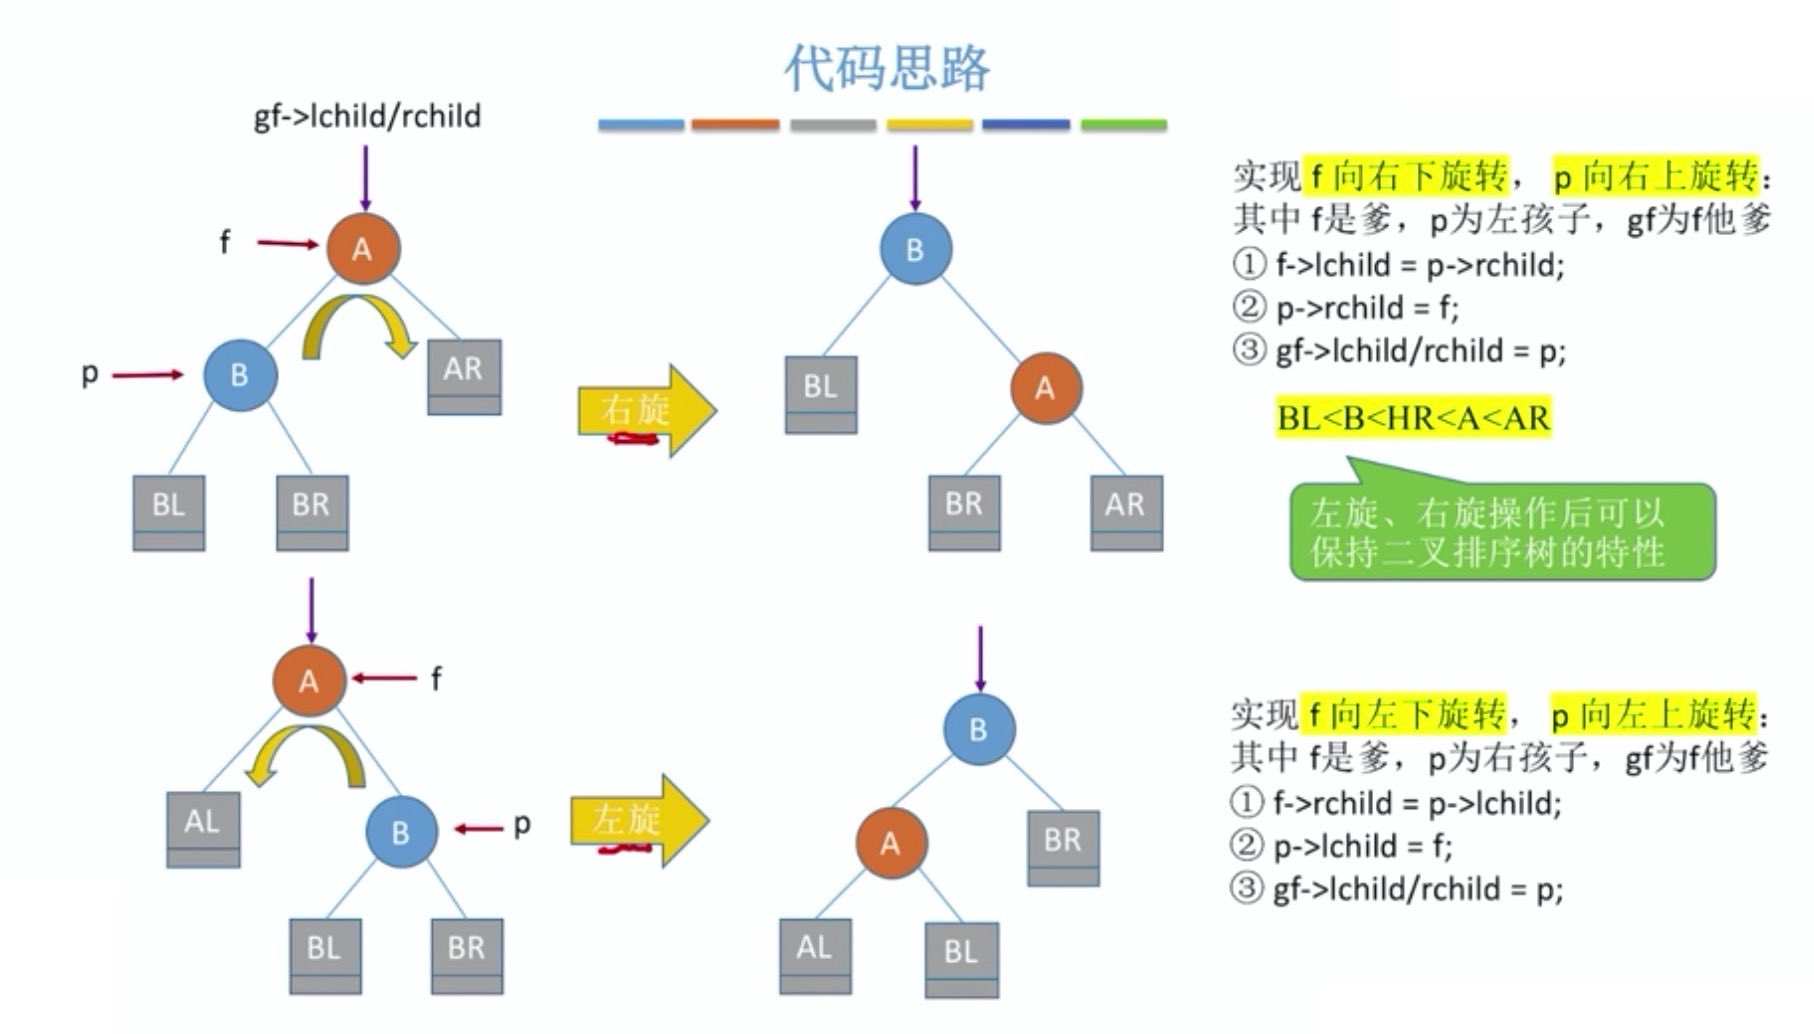 代码思路
gf->lchild/rchild
f
A
p
B
AR
BL
BR
右旋
B
BL
A
BR
AR
实现 f 向右下旋转，p 向右上旋转：
其中 f是爹，p为左孩子，gf为f他爹
① f->lchild = p->rchild;
② p->rchild = f;
③ gf->lchild/rchild = p;
BL<B<HR<A<AR
左旋、右旋操作后可以
保持二叉排序树的特性
A
f
AL
B
p
BL
BR
左旋
B
A
BR
AL
BL
实现 f 向左下旋转，p 向左上旋转：
其中 f是爹，p为右孩子，gf为f他爹
① f->rchild = p->lchild;
② p->lchild = f;
③ gf->lchild/rchild = p;